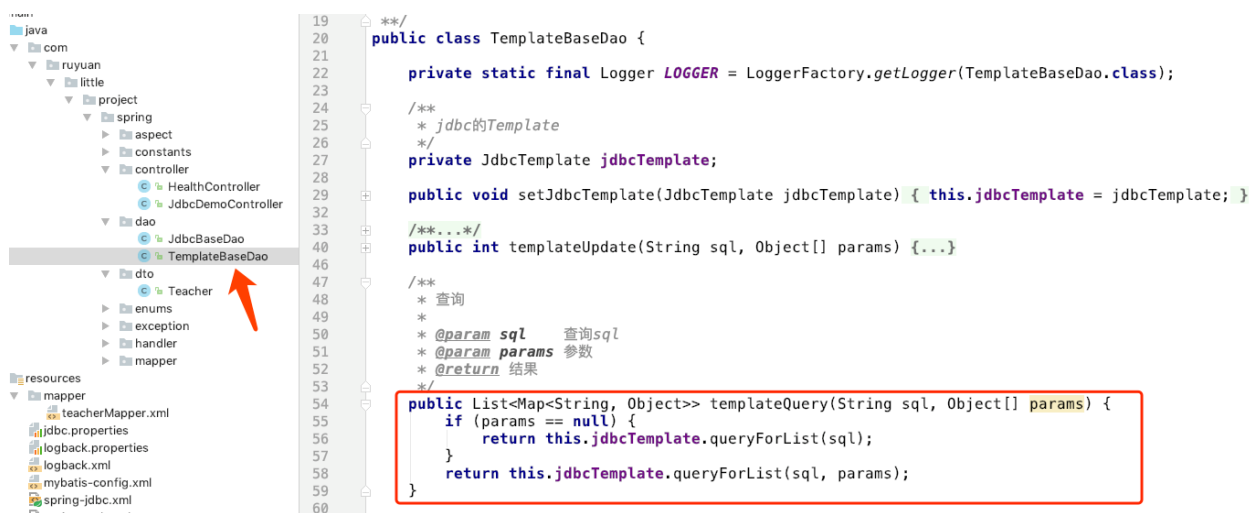 java
com
ruyuan
little
project
spring
aspect
constants
controller
HealthController
JdbcDemoController
dao
JdbcBaseDao
TemplateBaseDao
dto
Teacher
enums
exception
handler
mapper
resources
mapper
teacherMapper.xml
jdbc.properties
logback.properties
logback.xml
mybatis-config.xml
spring-jdbc.xml
19 **/
20 public class TemplateBaseDao {
21
22 private static final Logger LOGGER = LoggerFactory.getLogger(TemplateBaseDao.class);
23
24 /**
25 * jdbc的Template
26 */
27 private JdbcTemplate jdbcTemplate;
28
29 public void setJdbcTemplate(JdbcTemplate jdbcTemplate) { this.jdbcTemplate = jdbcTemplate; }
32
33 /**...*/
40 public int templateUpdate(String sql, Object[] params) {...}
46
47 /**
48 * 查询
49 *
50 * @param sql 查询sql
51 * @param params 参数
52 * @return 结果
53 */
54 public List<Map<String, Object>> templateQuery(String sql, Object[] params) {
55 if (params == null) {
56 return this.jdbcTemplate.queryForList(sql);
57 }
58 return this.jdbcTemplate.queryForList(sql, params);
59 }
60